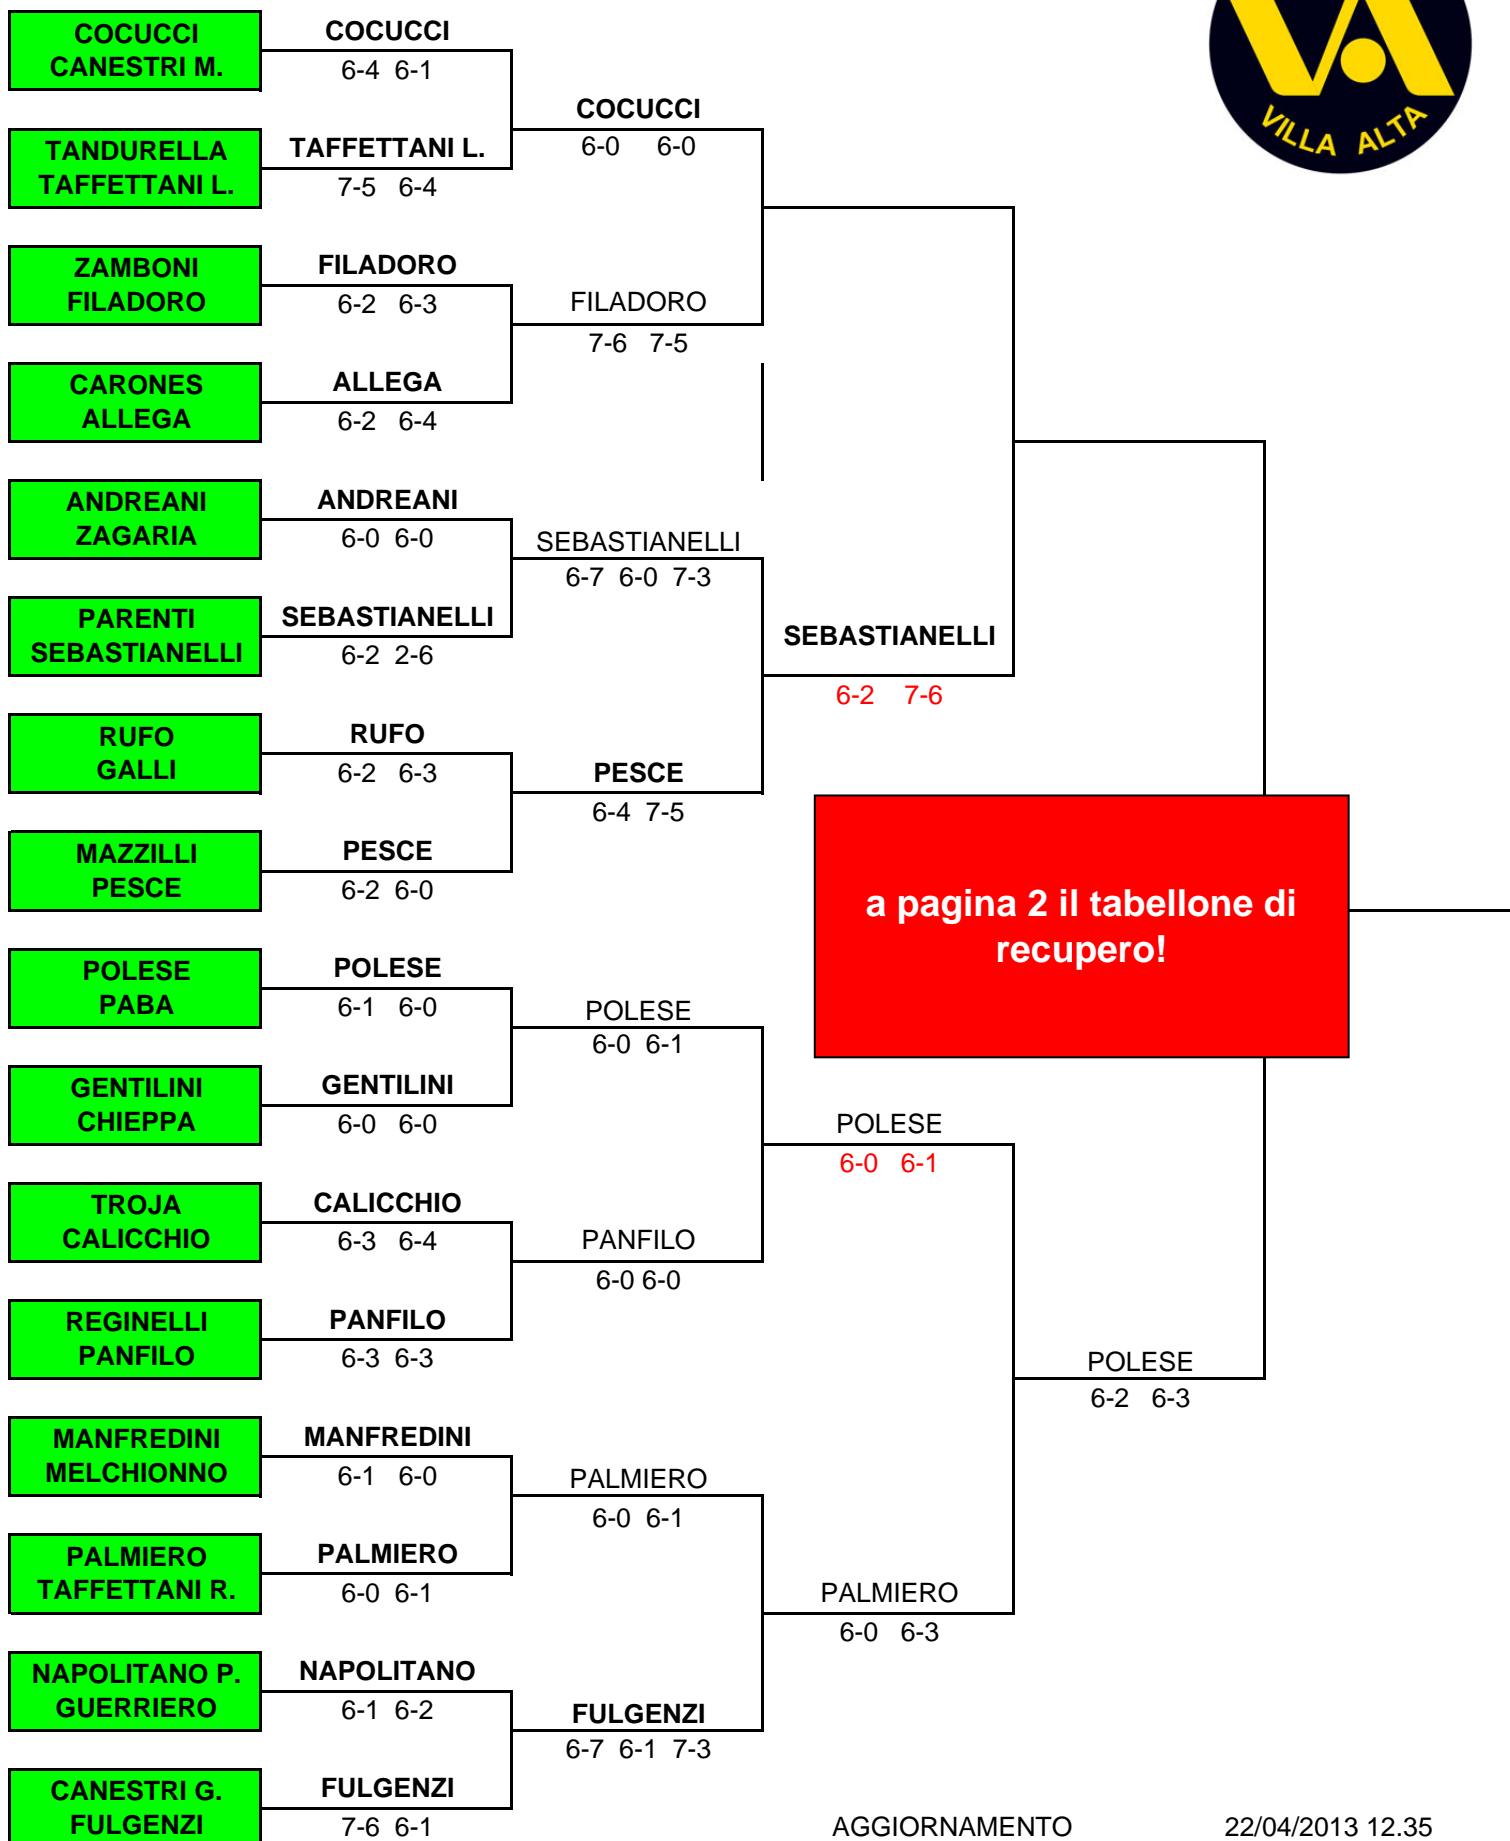 VILLA ALTA
COCUCCI
CANESTRI M.
COCUCCI
6-4 6-1
COCUCCI
6-0 6-0
TANDURELLA
TAFFETTANI L.
TAFFETTANI L.
7-5 6-4
ZAMBONI
FILADORO
FILADORO
6-2 6-3
FILADORO
7-6 7-5
CARONES
ALLEGA
ALLEGA
6-2 6-4
ANDREANI
ZAGARIA
ANDREANI
6-0 6-0
SEBASTIANELLI
6-7 6-0 7-3
PARENTI
SEBASTIANELLI
SEBASTIANELLI
6-2 2-6
SEBASTIANELLI
6-2 7-6
RUFO
GALLI
RUFO
6-2 6-3
PESCE
6-4 7-5
MAZZILLI
PESCE
PESCE
6-2 6-0
a pagina 2 il tabellone di
recupero!
POLESE
PABA
POLESE
6-1 6-0
POLESE
6-0 6-1
GENTILINI
CHIEPPA
GENTILINI
6-0 6-0
POLESE
6-0 6-1
TROJA
CALICCHIO
CALICCHIO
6-3 6-4
PANFILO
6-0 6-0
REGINELLI
PANFILO
PANFILO
6-3 6-3
POLESE
6-2 6-3
MANFREDINI
MELCHIONNO
MANFREDINI
6-1 6-0
PALMIERO
6-0 6-1
PALMIERO
TAFFETTANI R.
PALMIERO
6-0 6-1
PALMIERO
6-0 6-3
NAPOLITANO P.
GUERRIERO
NAPOLITANO
6-1 6-2
FULGENZI
6-7 6-1 7-3
CANESTRI G.
FULGENZI
FULGENZI
7-6 6-1
AGGIORNAMENTO 22/04/2013 12.35